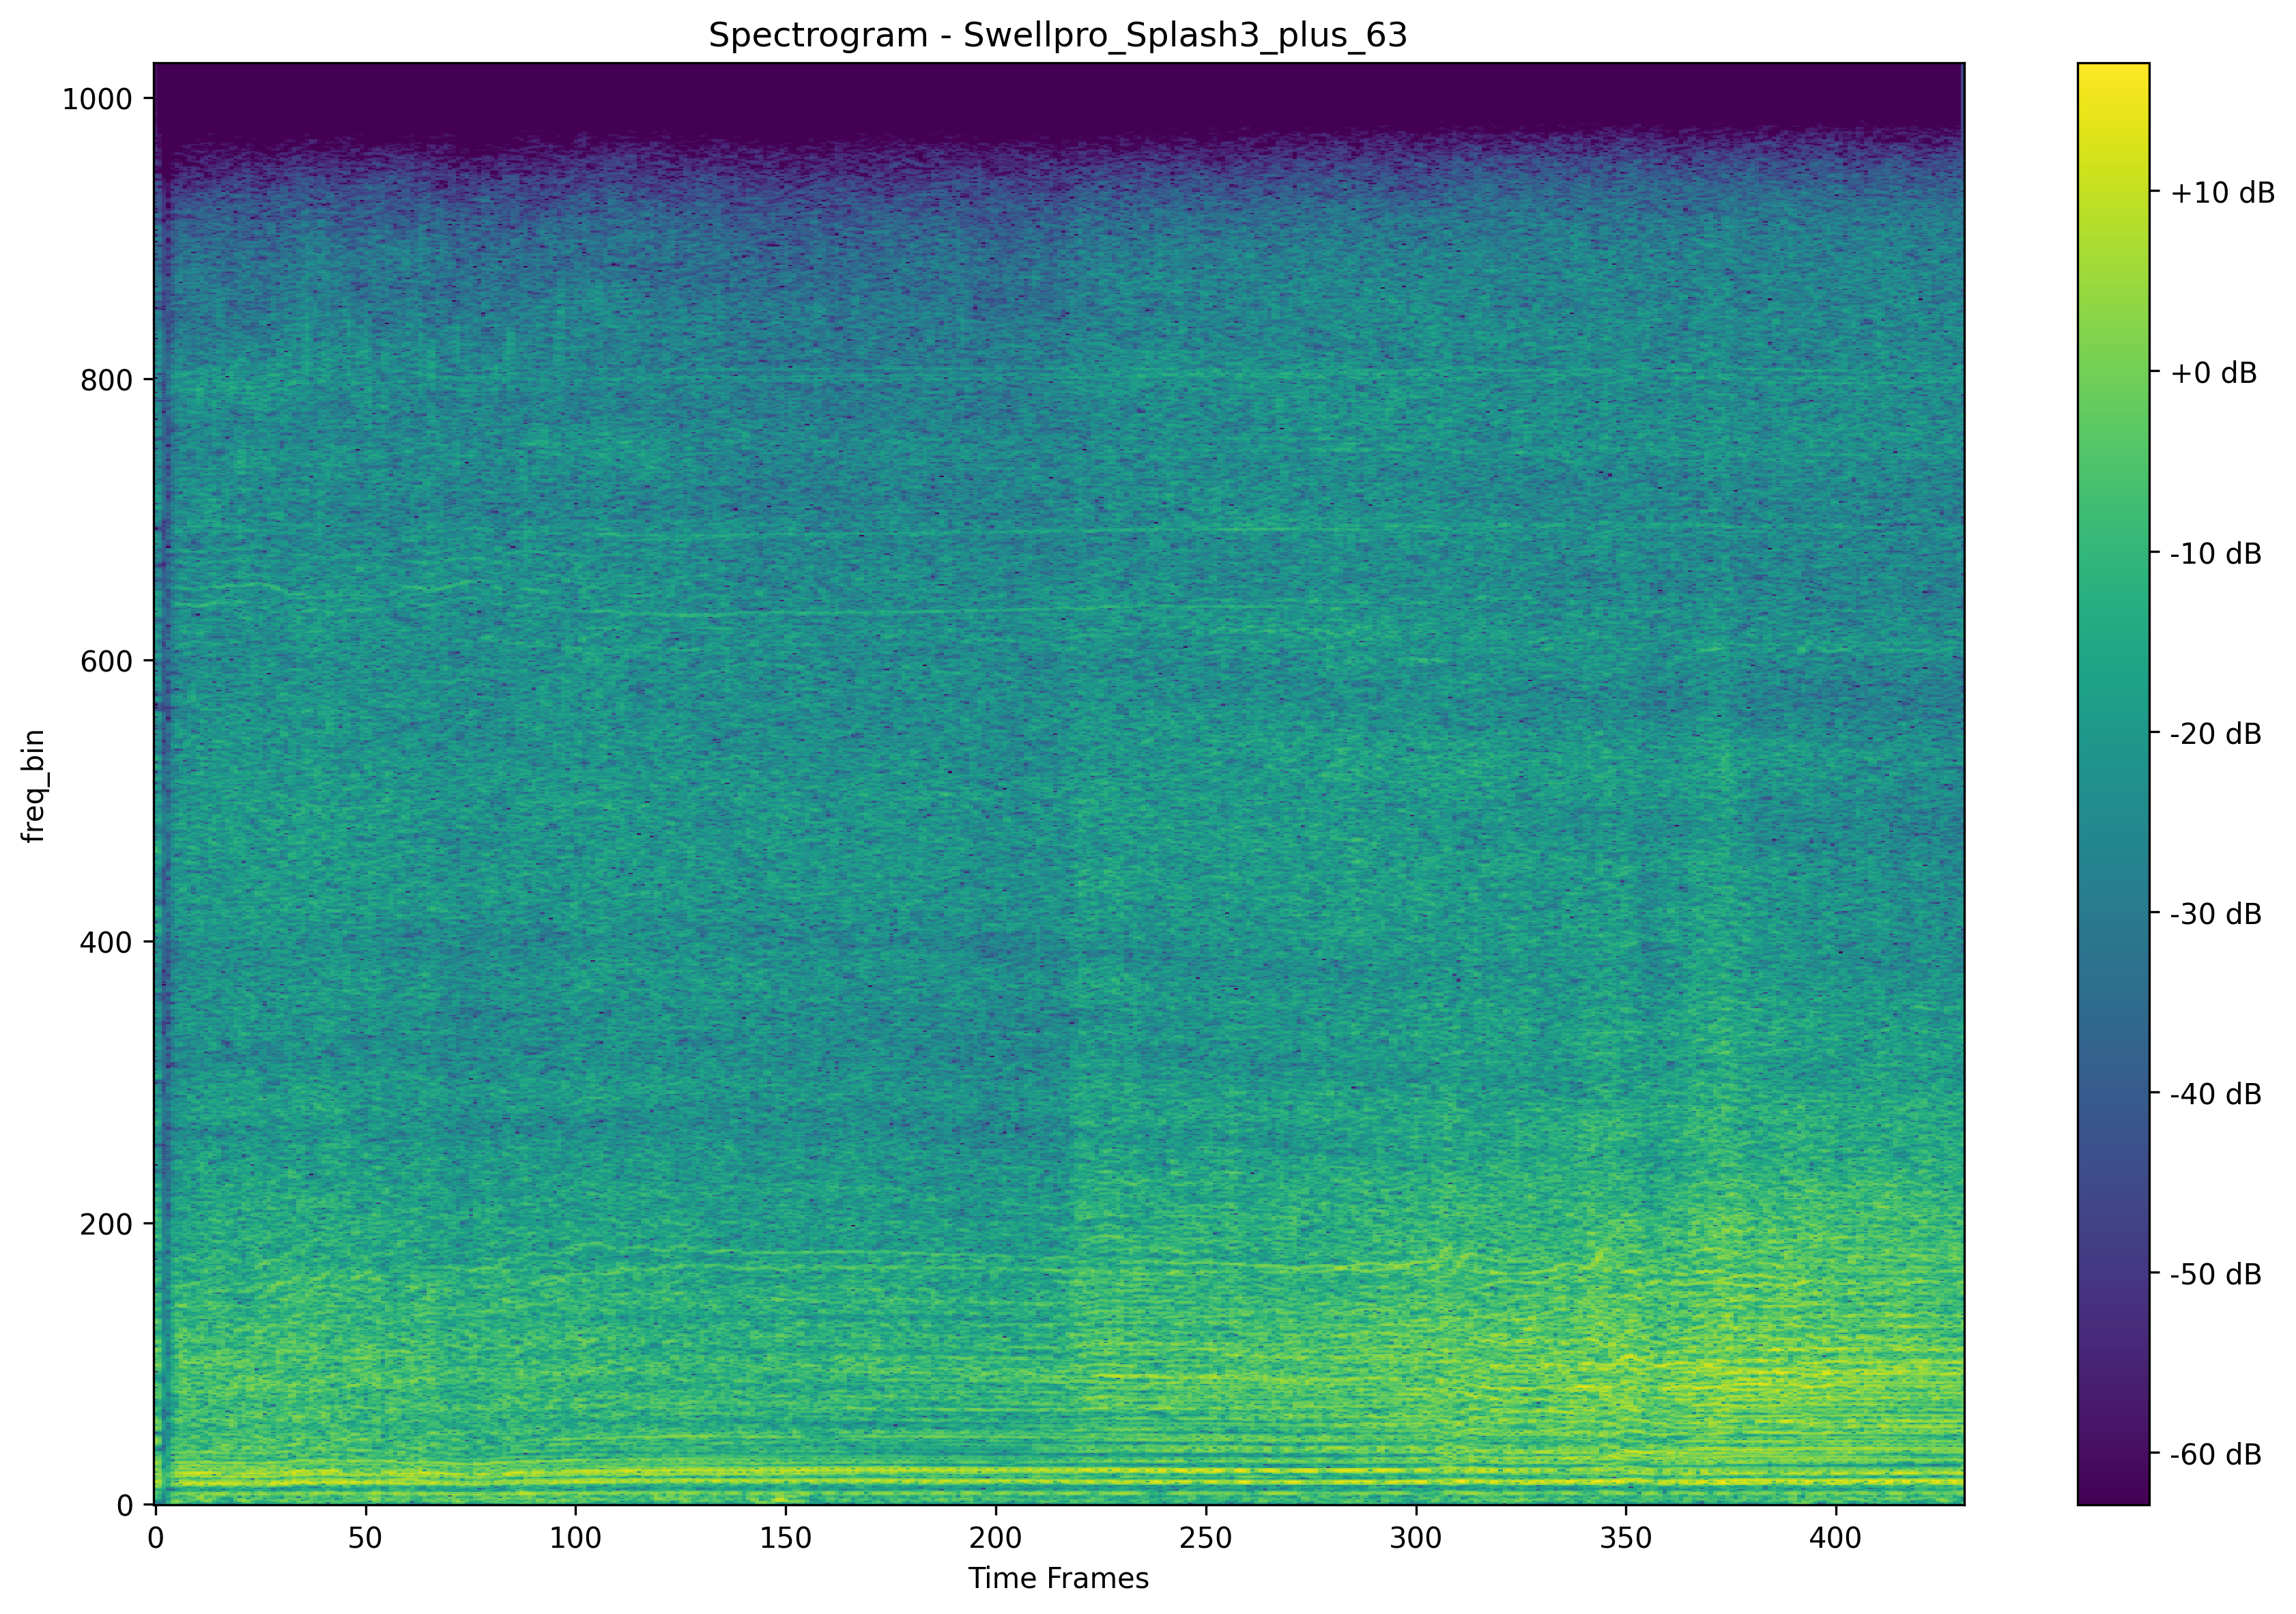 Spectrogram - Swellpro_Splash3_plus_63
1000
800
600
400
200
0
freq_bin
0 50 100 150 200 250 300 350 400
Time Frames
+10 dB
+0 dB
-10 dB
-20 dB
-30 dB
-40 dB
-50 dB
-60 dB